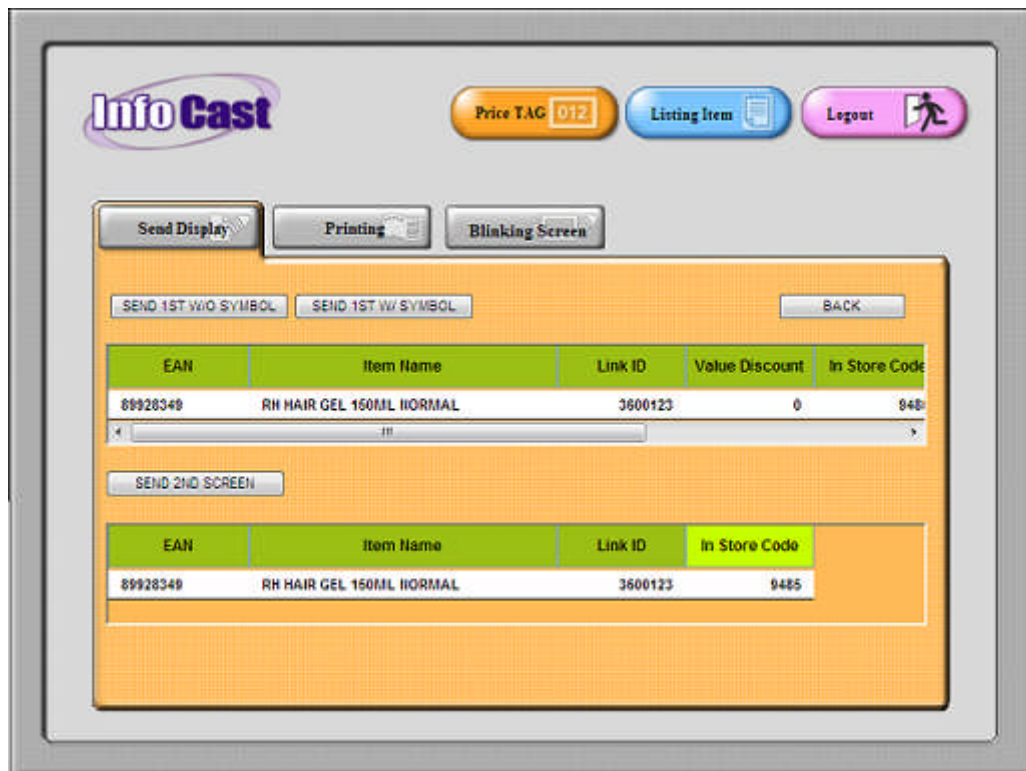 InfoCast
Price TAG 012 Listing Item Logout
Send Display Printing Blinking Screen
SEND 1ST W/O SYMBOL SEND 1ST W/ SYMBOL BACK
EAN Item Name Link ID Value Discount In Store Code
89928349 RH HAIR GEL 150ML NORMAL 3600123 0 948
SEND 2ND SCREEN
EAN Item Name Link ID In Store Code
89928349 RH HAIR GEL 150ML NORMAL 3600123 9485